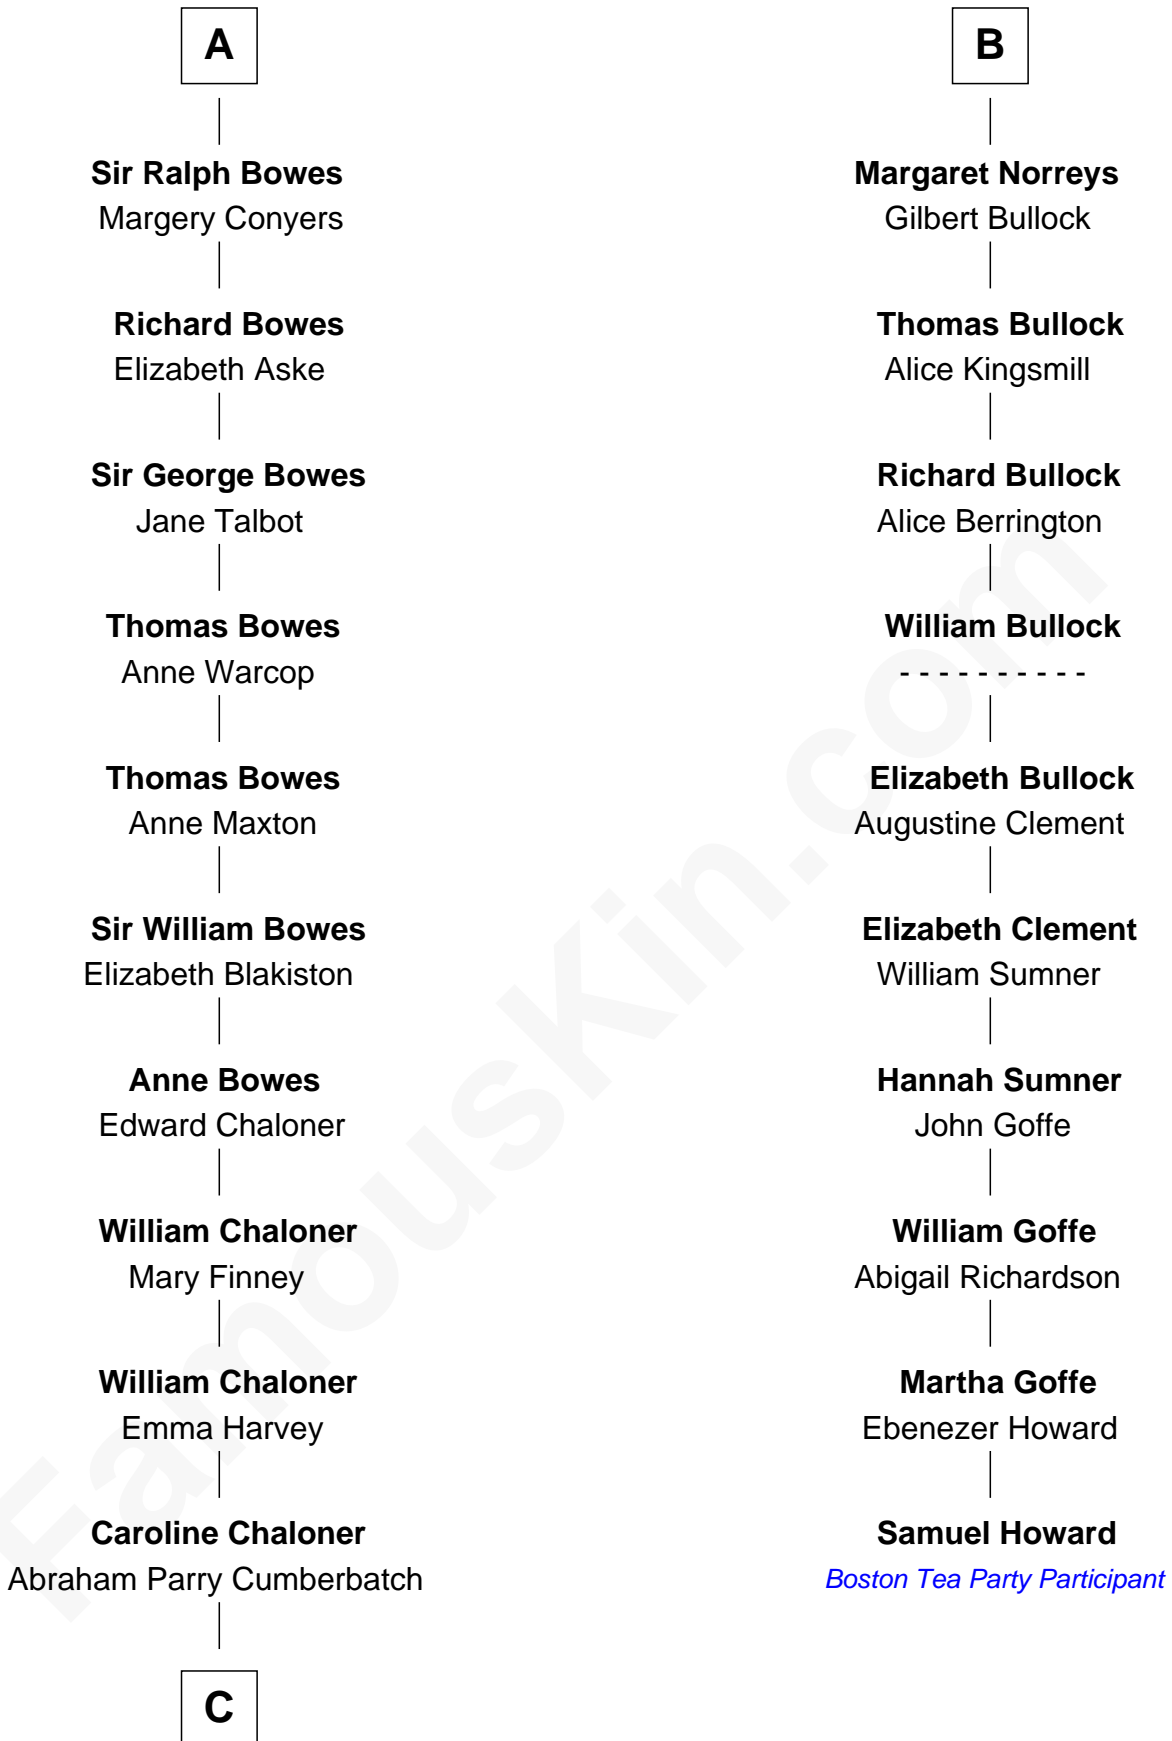 A
Sir Ralph Bowes
Margery Conyers
Richard Bowes
Elizabeth Aske
Sir George Bowes
Jane Talbot
Thomas Bowes
Anne Warcop
Thomas Bowes
Anne Maxton
Sir William Bowes
Elizabeth Blakiston
Anne Bowes
Edward Chaloner
William Chaloner
Mary Finney
William Chaloner
Emma Harvey
Caroline Chaloner
Abraham Parry Cumberbatch
C
B
Margaret Norreys
Gilbert Bullock
Thomas Bullock
Alice Kingsmill
Richard Bullock
Alice Berrington
William Bullock
- - - - - - - - - -
Elizabeth Bullock
Augustine Clement
Elizabeth Clement
William Sumner
Hannah Sumner
John Goffe
William Goffe
Abigail Richardson
Martha Goffe
Ebenezer Howard
Samuel Howard
Boston Tea Party Participant
FamousKin.com